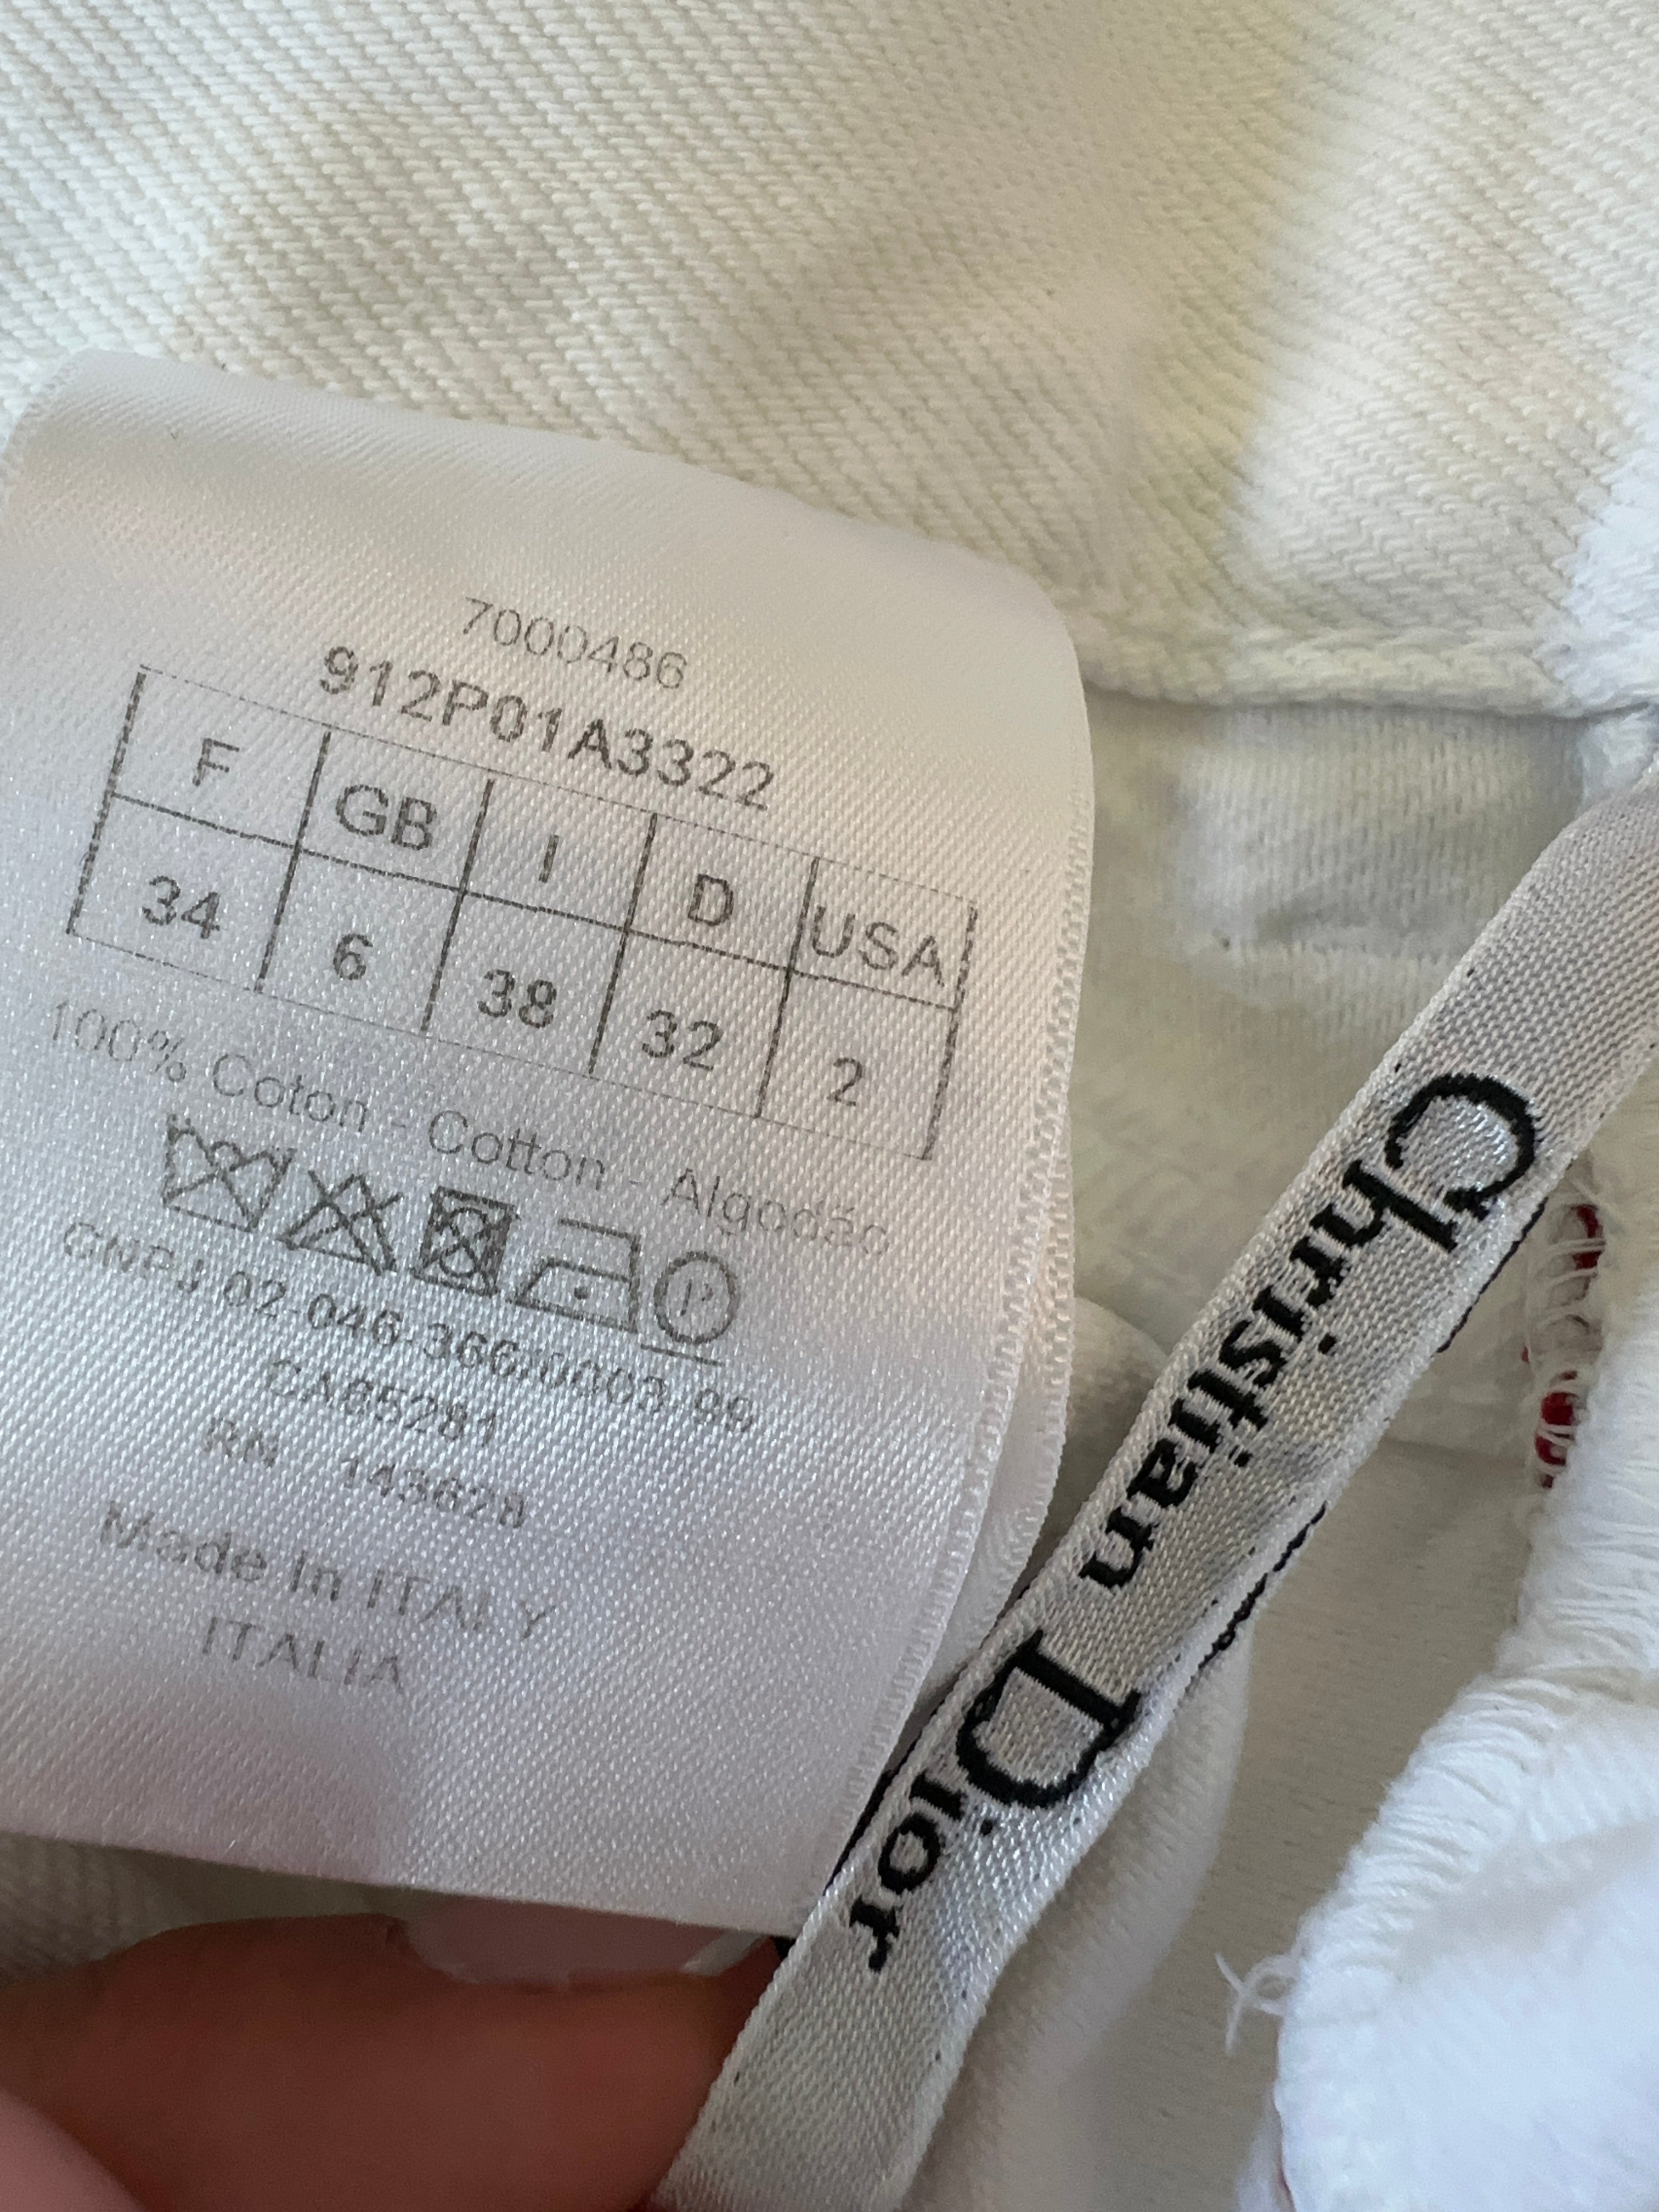 7000486
912P01A3322
F GB I D USA
34 6 38 32 2
100% Coton - Cotton - Algodão
CNPJ 02-046-366/0003-99
CA65281
RN 143628
Made in ITALY
ITALIA
Christian Dior